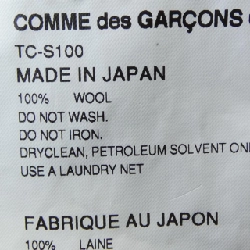 COMME des GARÇONS
TC-S100
MADE IN JAPAN
100% WOOL
DO NOT WASH.
DO NOT IRON.
DRYCLEAN, PETROLEUM SOLVENT ON
USE A LAUNDRY NET
FABRIQUE AU JAPON
100% LAINE